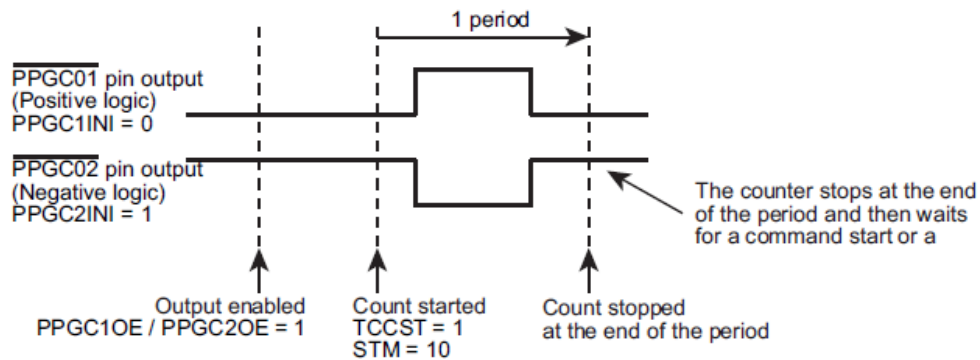 1 period
PPGC01 pin output
(Positive logic)
PPGC1INI = 0
PPGC02 pin output
(Negative logic)
PPGC2INI = 1
The counter stops at the end
of the period and then waits
for a command start or a
Output enabled
PPGC1OE / PPGC2OE = 1
Count started
TCCST = 1
STM = 10
Count stopped
at the end of the period